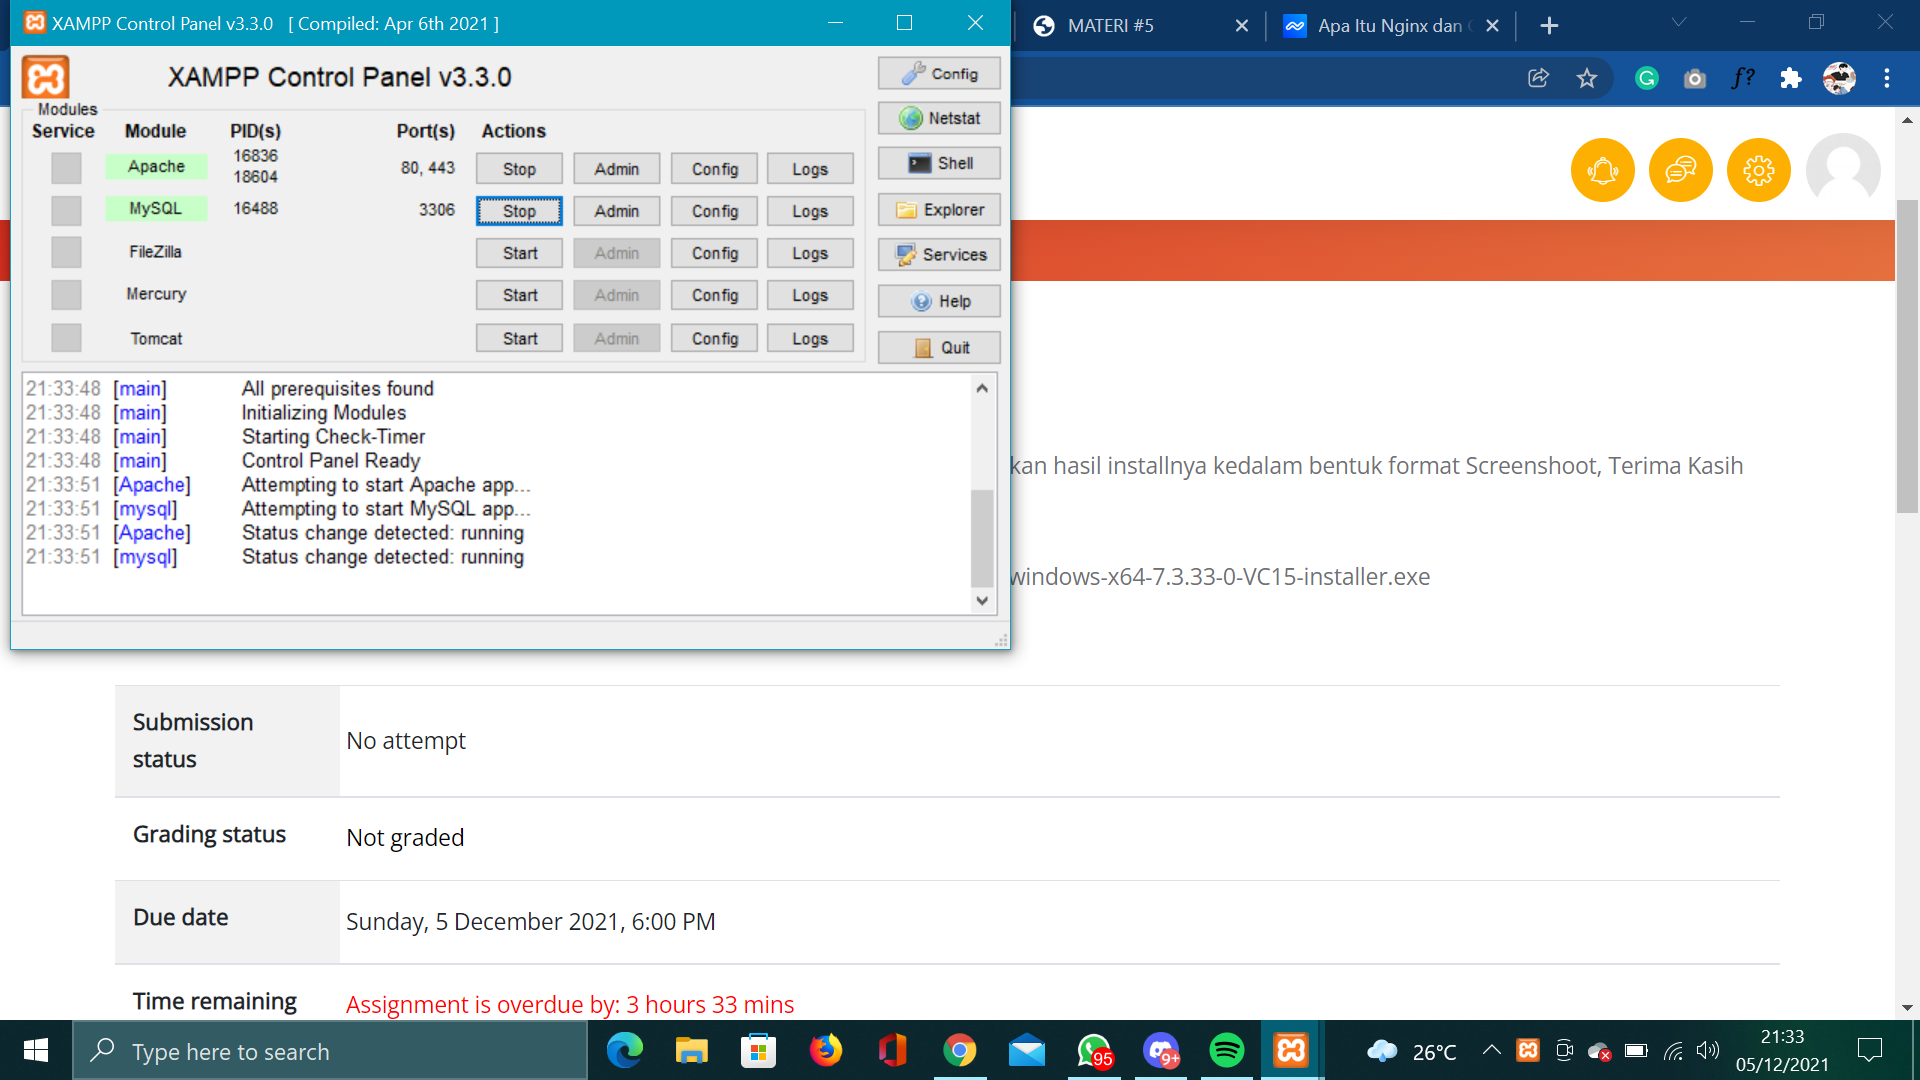 XAMPP Control Panel v3.3.0 [ Compiled: Apr 6th 2021 ]
MATERI #5
Apa Itu Nginx dan
XAMPP Control Panel v3.3.0
Config
Modules
Service Module PID(s) Port(s) Actions
Netstat
Apache 16836 18604 80, 443 Stop Admin Config Logs
Shell
MySQL 16488 3306 Stop Admin Config Logs
Explorer
FileZilla Start Admin Config Logs
Services
Mercury Start Admin Config Logs
Help
Tomcat Start Admin Config Logs
Quit
21:33:48 [main] All prerequisites found
21:33:48 [main] Initializing Modules
21:33:48 [main] Starting Check-Timer
21:33:48 [main] Control Panel Ready
21:33:51 [Apache] Attempting to start Apache app...
21:33:51 [mysql] Attempting to start MySQL app...
21:33:51 [Apache] Status change detected: running
21:33:51 [mysql] Status change detected: running
kan hasil installnya kedalam bentuk format Screenshoot, Terima Kasih
windows-x64-7.3.33-0-VC15-installer.exe
Submission status
No attempt
Grading status
Not graded
Due date
Sunday, 5 December 2021, 6:00 PM
Time remaining
Assignment is overdue by: 3 hours 33 mins
Type here to search
95
9+
26°C
21:33
05/12/2021
f?